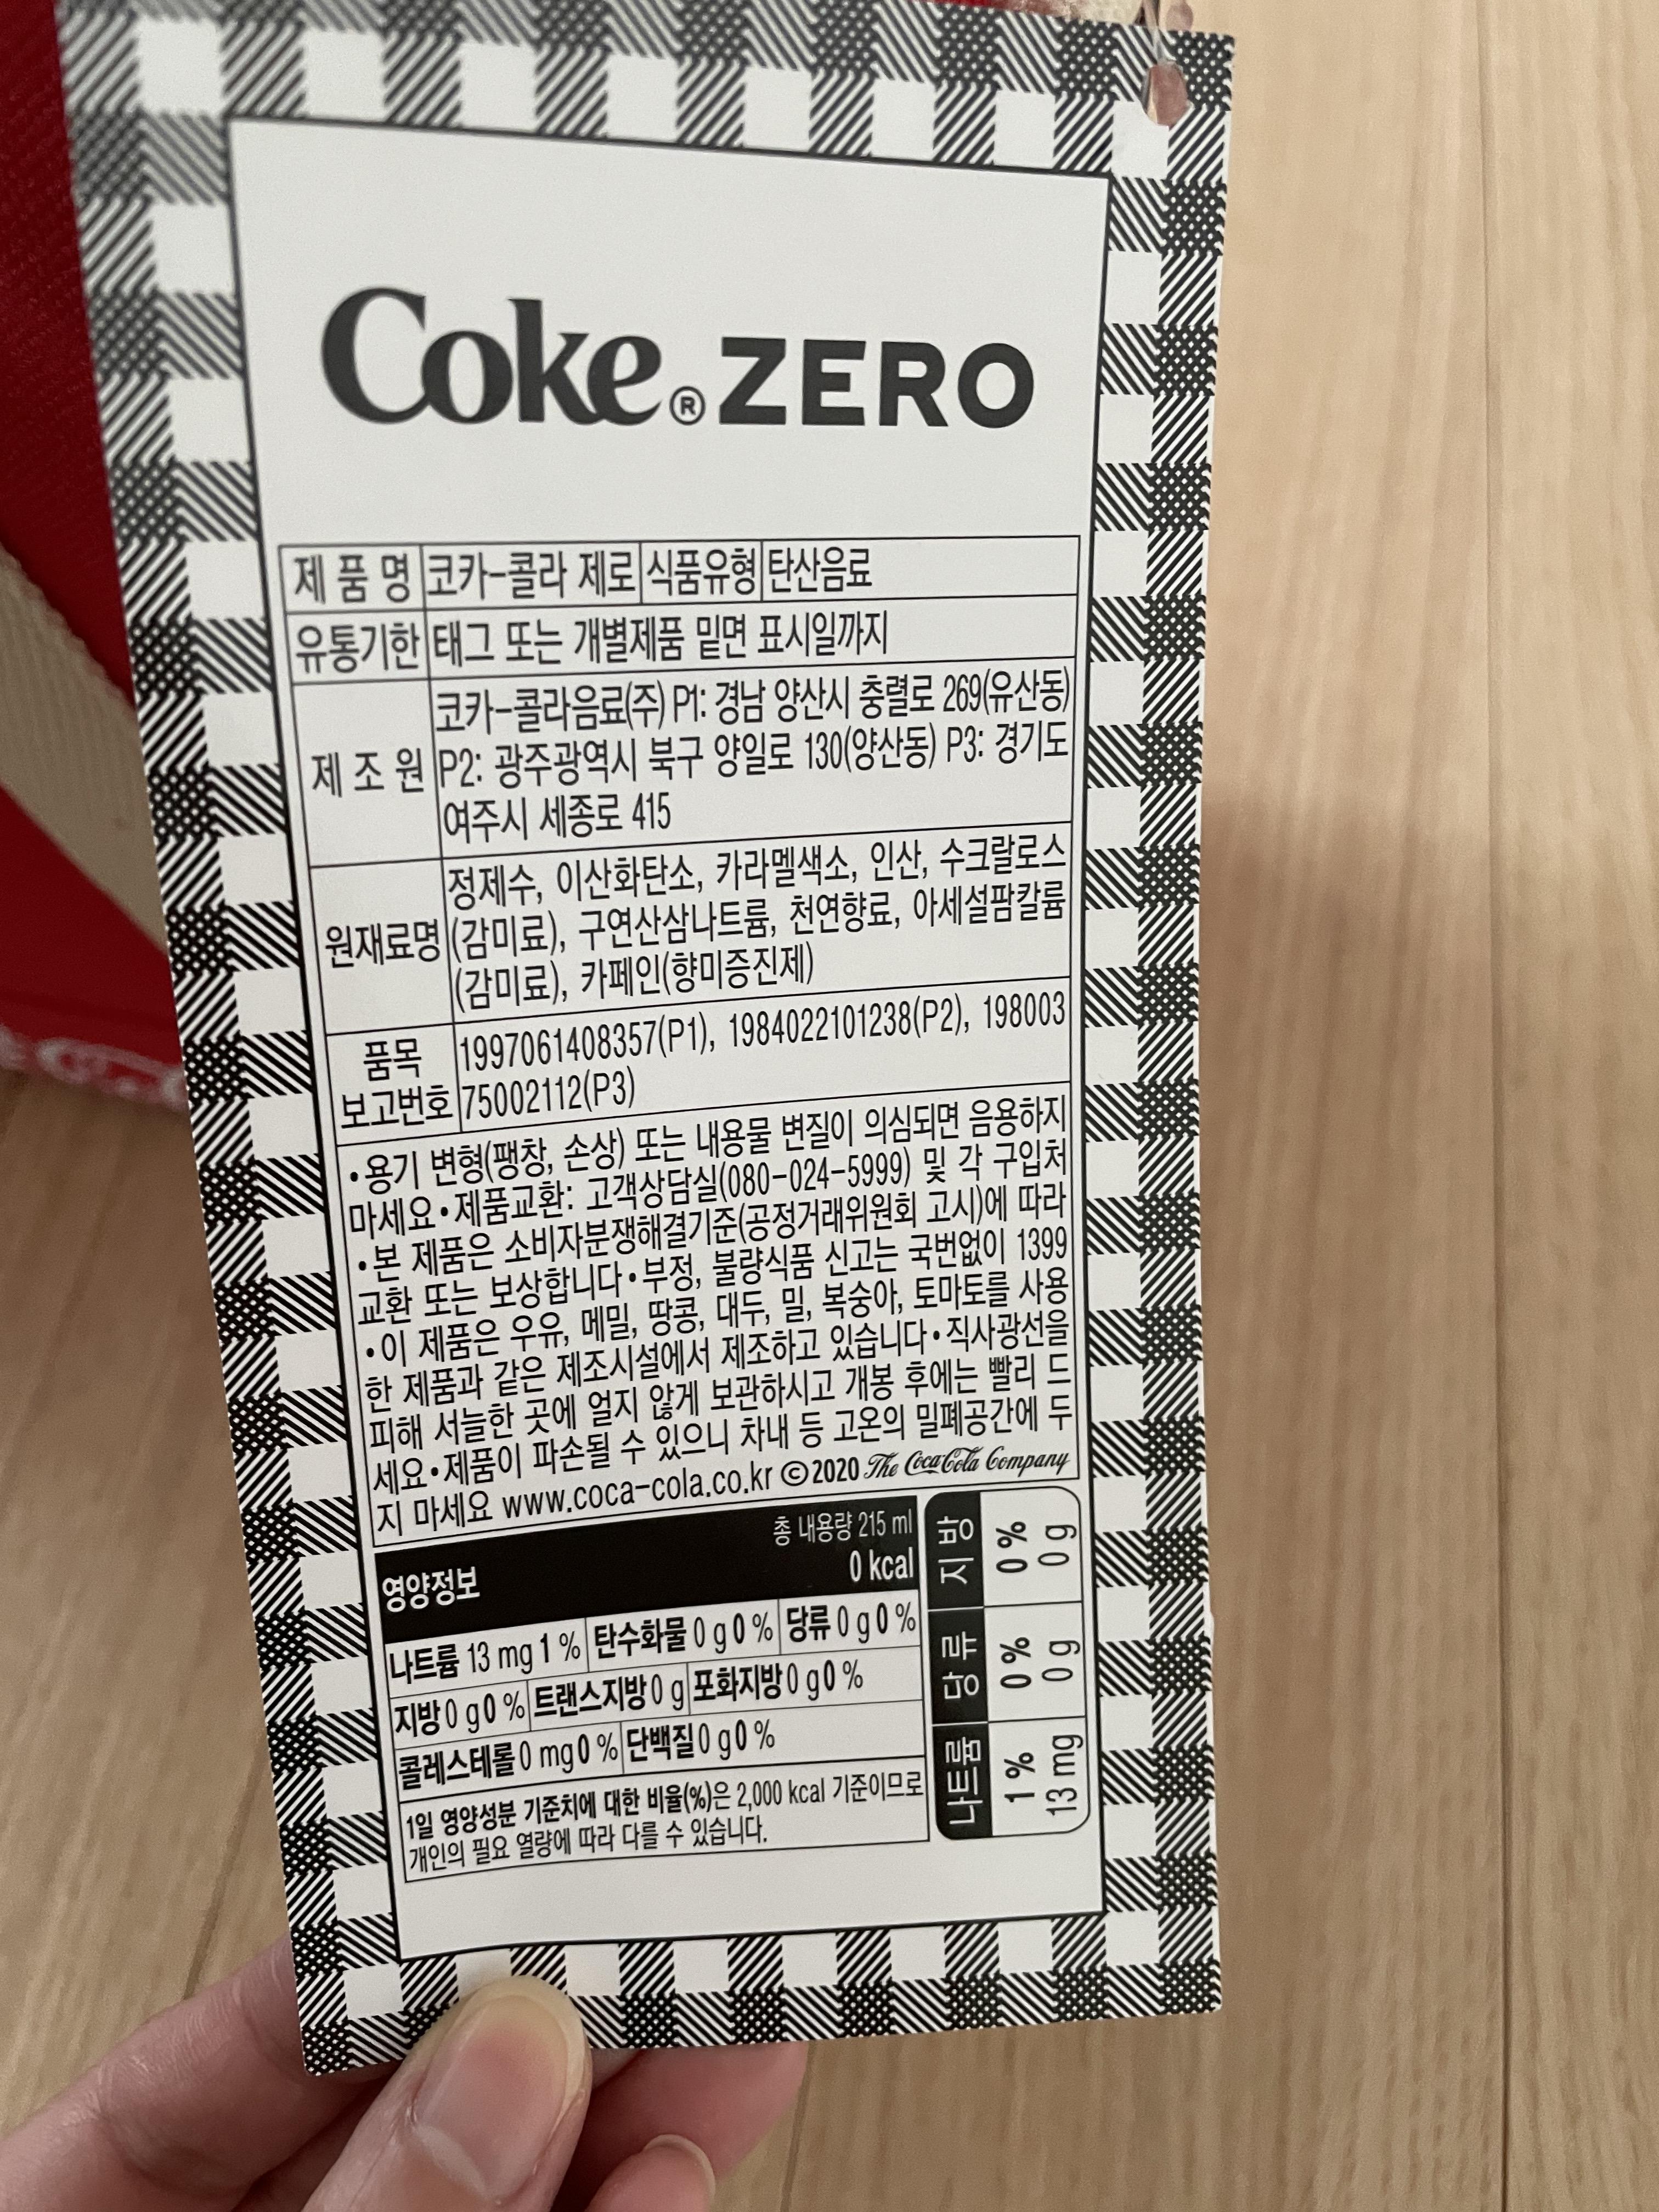 Coke® ZERO
제 품 명 코카-콜라 제로 식품유형 탄산음료
유통기한 태그 또는 개별제품 밑면 표시일까지
제 조 원 코카-콜라음료(주) P1: 경남 양산시 충렬로 269(유산동)
P2: 광주광역시 북구 양일로 130(양산동) P3: 경기도
여주시 세종로 415
원재료명 정제수, 이산화탄소, 카라멜색소, 인산, 수크랄로스
(감미료), 구연산삼나트륨, 천연향료, 아세설팜칼륨
(감미료), 카페인(향미증진제)
품목 보고번호 1997061408357(P1), 1984022101238(P2), 198003
75002112(P3)
•용기 변형(팽창, 손상) 또는 내용물 변질이 의심되면 음용하지
마세요•제품교환: 고객상담실(080-024-5999) 및 각 구입처
•본 제품은 소비자분쟁해결기준(공정거래위원회 고시)에 따라
교환 또는 보상합니다•부정, 불량식품 신고는 국번없이 1399
•이 제품은 우유, 메밀, 땅콩, 대두, 밀, 복숭아, 토마토를 사용
한 제품과 같은 제조시설에서 제조하고 있습니다•직사광선을
피해 서늘한 곳에 얼지 않게 보관하시고 개봉 후에는 빨리 드
세요•제품이 파손될 수 있으니 차내 등 고온의 밀폐공간에 두
지 마세요 www.coca-cola.co.kr ©2020 The Coca-Cola Company
영양정보 총 내용량 215 ml
0 kcal
나트륨 13 mg 1 % 탄수화물 0 g 0 % 당류 0 g 0 %
지방 0 g 0 % 트랜스지방 0 g 포화지방 0 g 0 %
콜레스테롤 0 mg 0 % 단백질 0 g 0 %
1일 영양성분 기준치에 대한 비율(%)은 2,000 kcal 기준이므로
개인의 필요 열량에 따라 다를 수 있습니다.
나트륨 당류 지방
1 % 0 % 0 %
13 mg 0 g 0 g